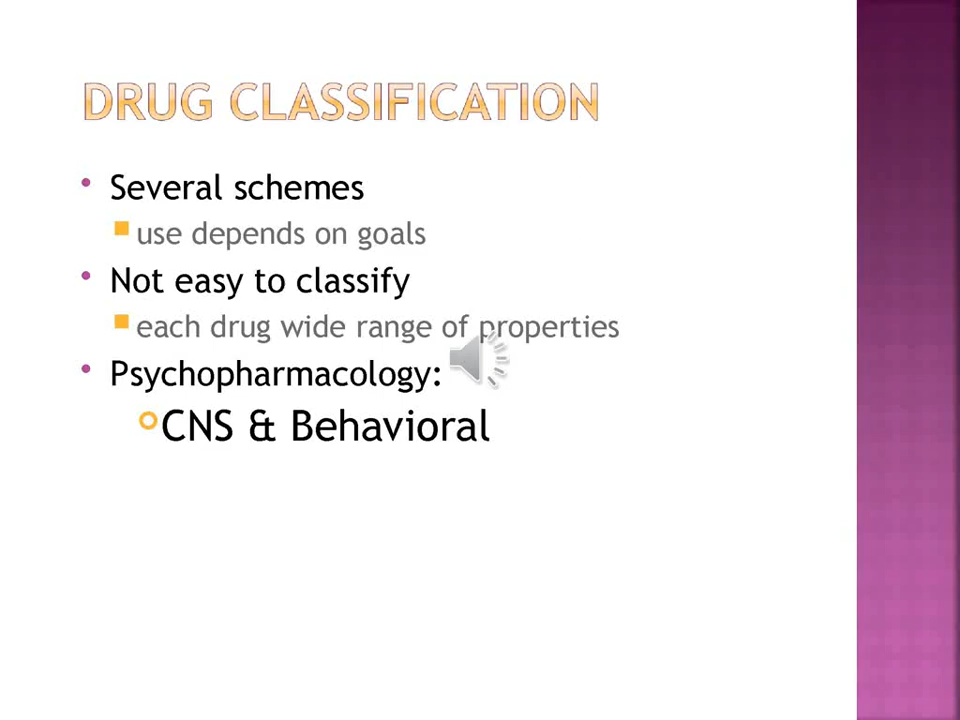 DRUG CLASSIFICATION
Several schemes
use depends on goals
Not easy to classify
each drug wide range of properties
Psychopharmacology:
CNS & Behavioral